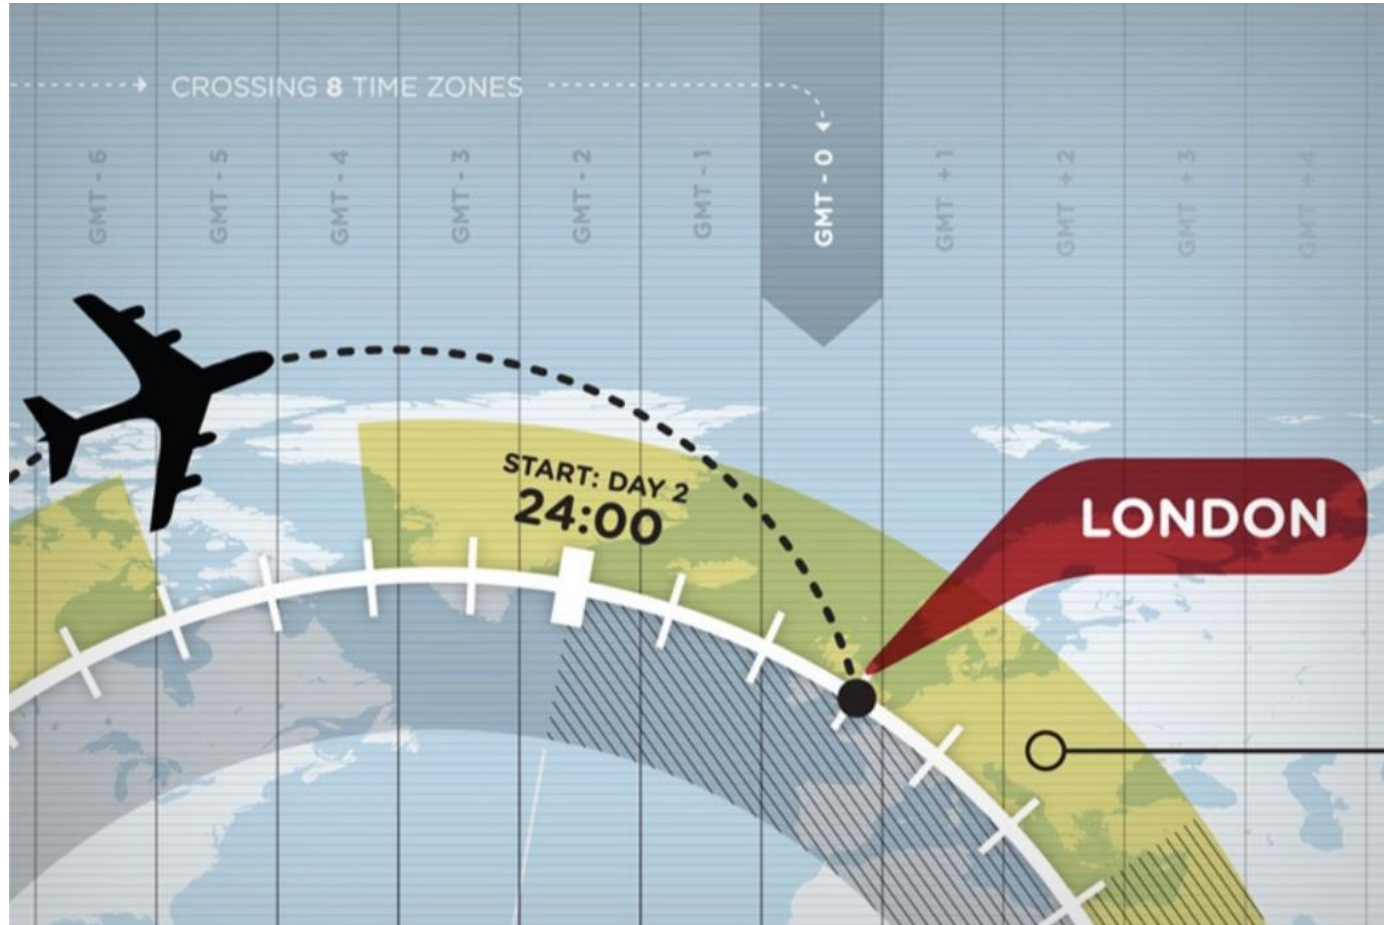 CROSSING 8 TIME ZONES
GMT - 6
GMT - 5
GMT - 4
GMT - 3
GMT - 2
GMT - 1
GMT - 0
GMT + 1
GMT + 2
GMT + 3
GMT + 4
START: DAY 2
24:00
LONDON